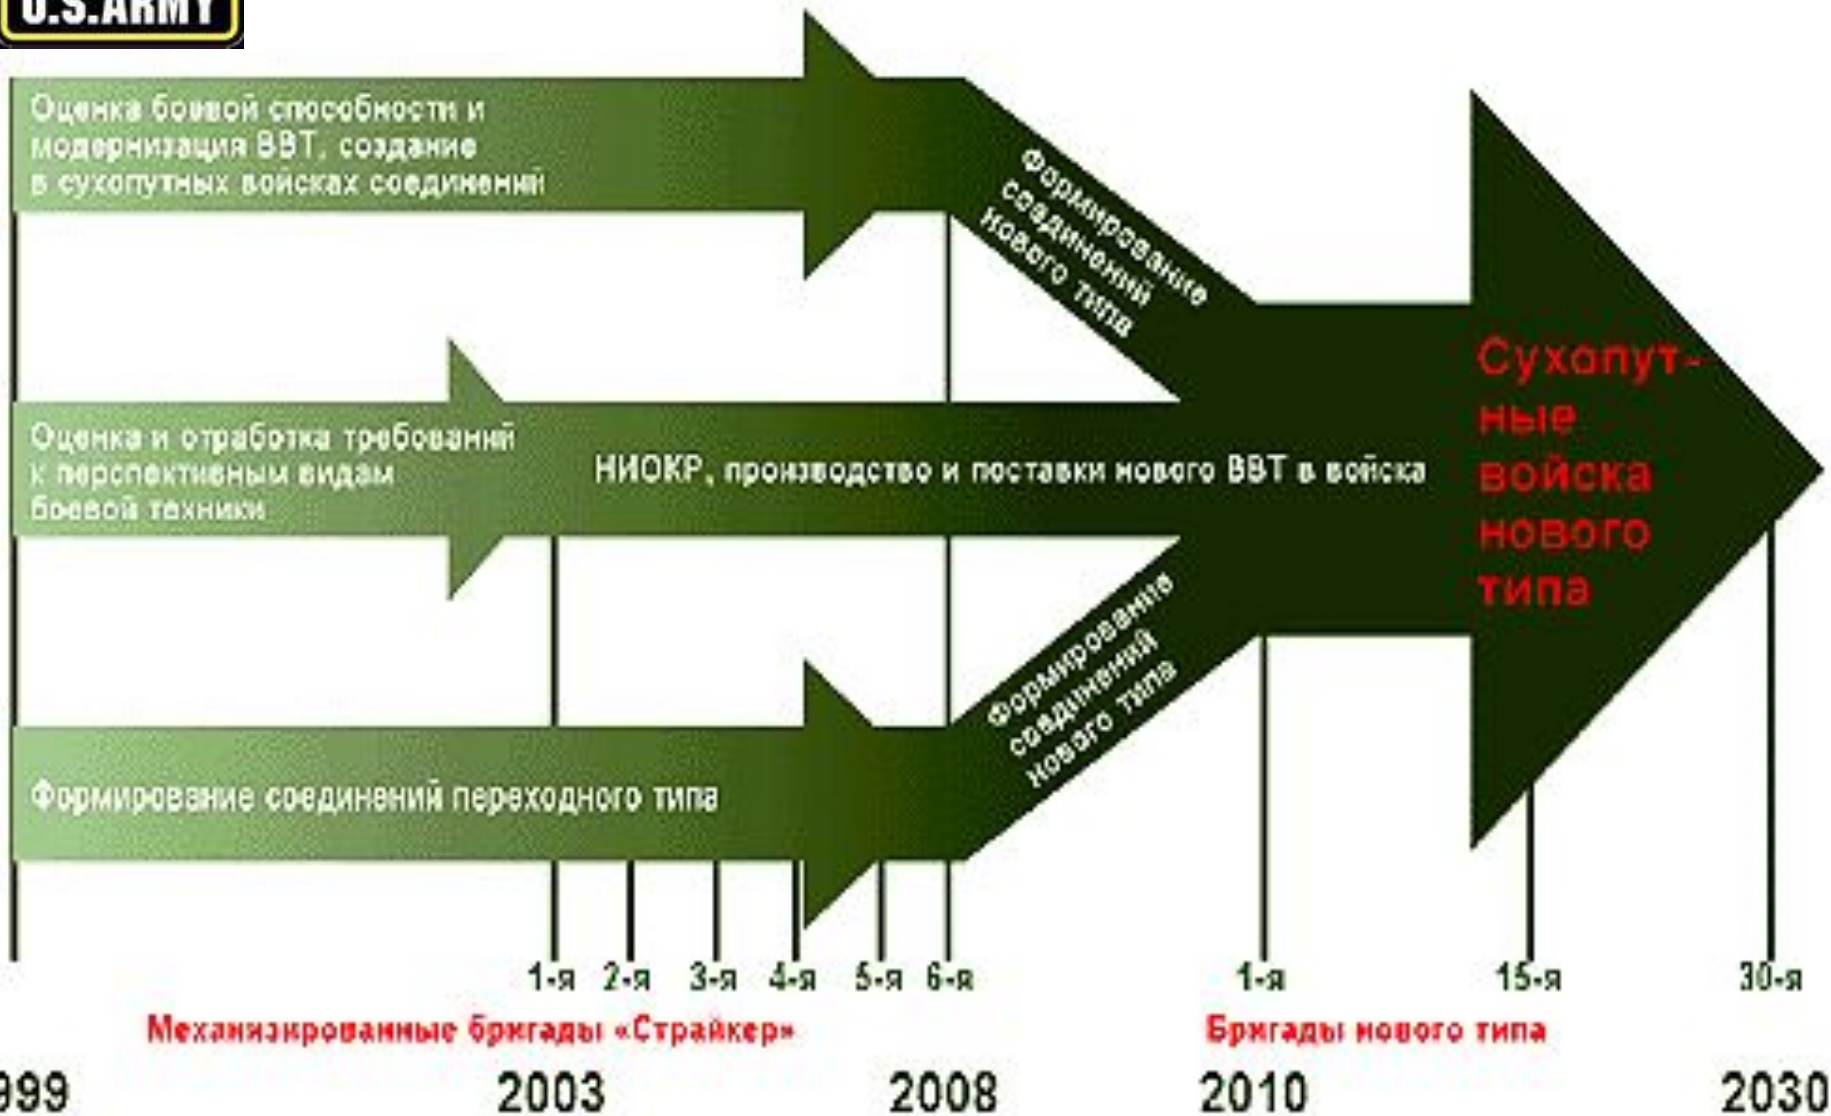 U.S.ARMY
Оценка боевой способности и
модернизация ВВТ, создание
в сухопутных войсках соединений
Формирование
соединений
нового типа
Оценка и отработка требований
к перспективным видам
боевой техники
НИОКР, производство и поставки нового ВВТ в войска
Сухопут-
ные
войска
нового
типа
Формирование
соединений
нового типа
Формирование соединений переходного типа
1-я 2-я 3-я 4-я 5-я 6-я 1-я 15-я 30-я
Механизированные бригады «Страйкер» Бригады нового типа
999 2003 2008 2010 2030